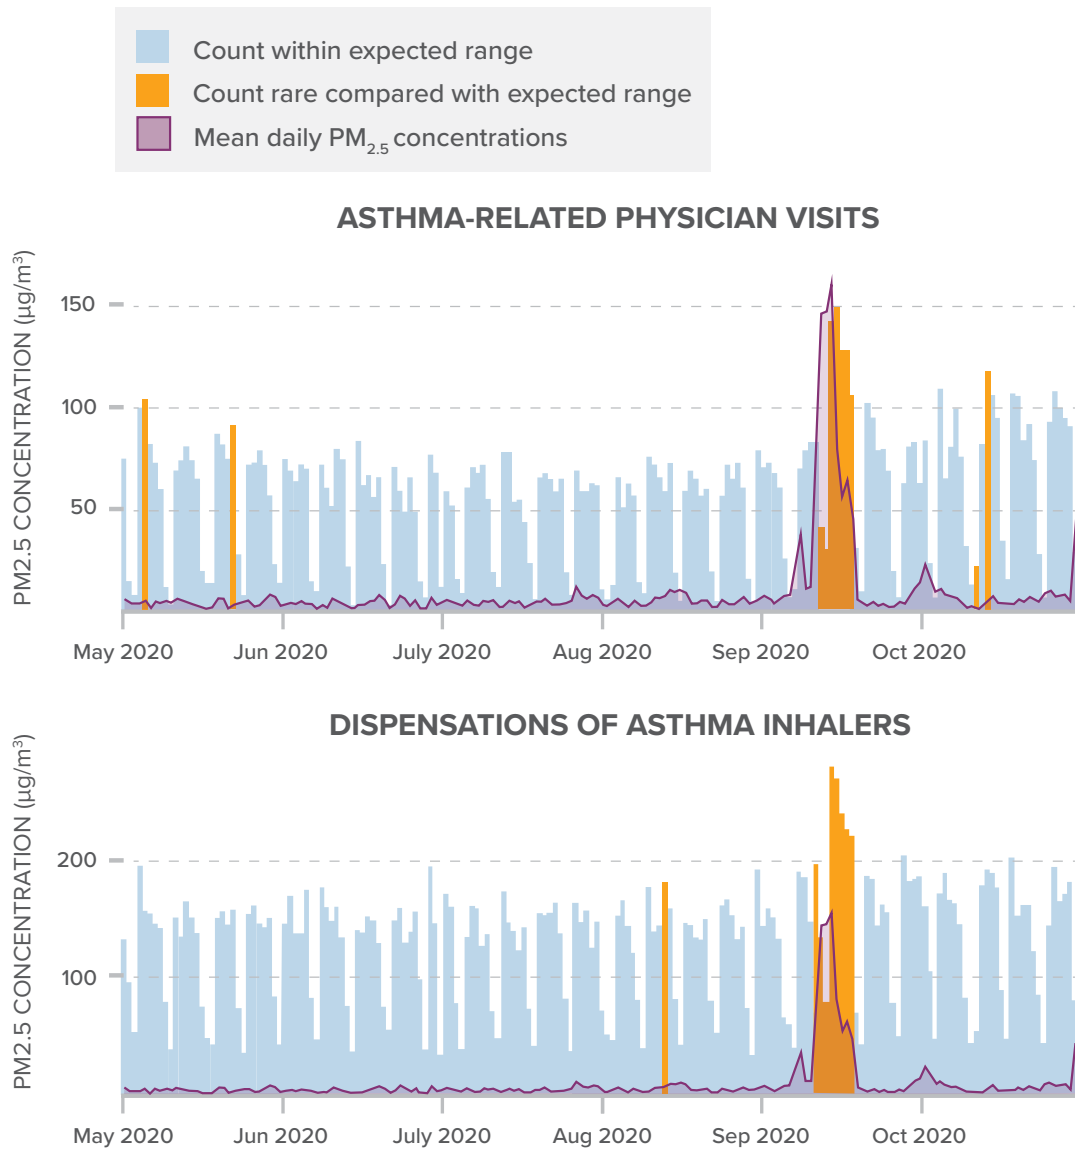 Count within expected range
Count rare compared with expected range
Mean daily PM2.5 concentrations
ASTHMA-RELATED PHYSICIAN VISITS
PM2.5 CONCENTRATION (µg/m³)
150
100
50
May 2020 Jun 2020 July 2020 Aug 2020 Sep 2020 Oct 2020
DISPENSATIONS OF ASTHMA INHALERS
PM2.5 CONCENTRATION (µg/m³)
200
100
May 2020 Jun 2020 July 2020 Aug 2020 Sep 2020 Oct 2020